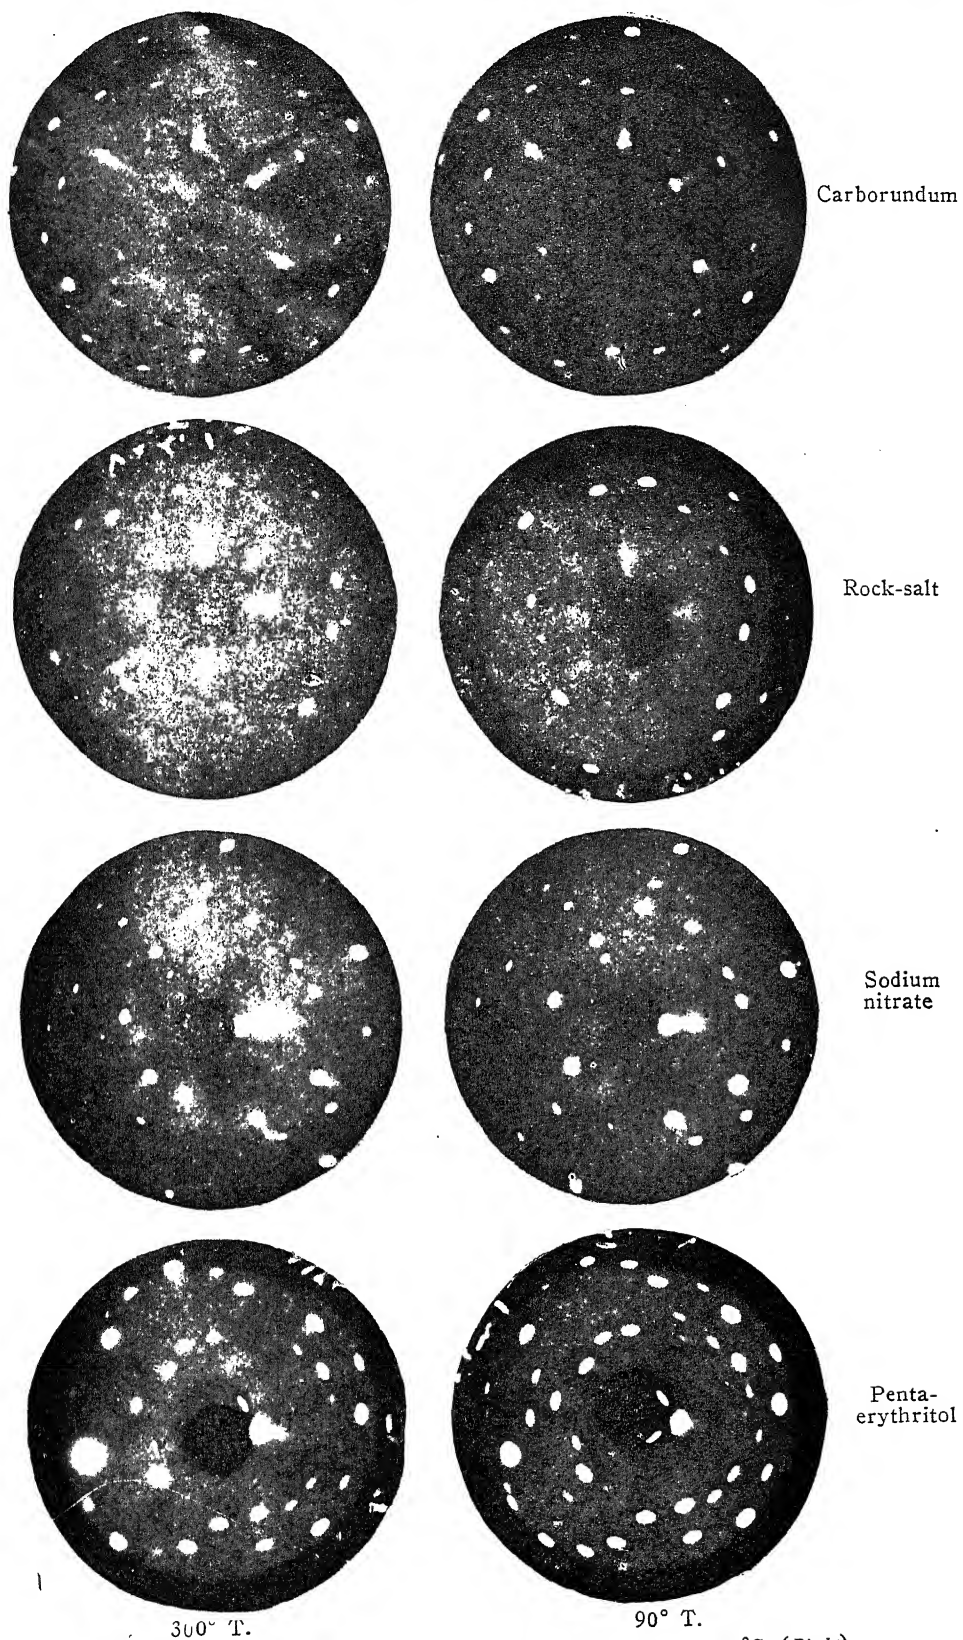 Carborundum
Rock-salt
Sodium
nitrate
Penta-
erythritol
300° T.
90° T.